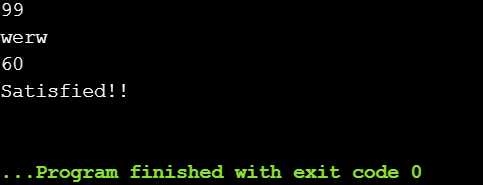 99
werw
60
Satisfied!!
...Program finished with exit code 0